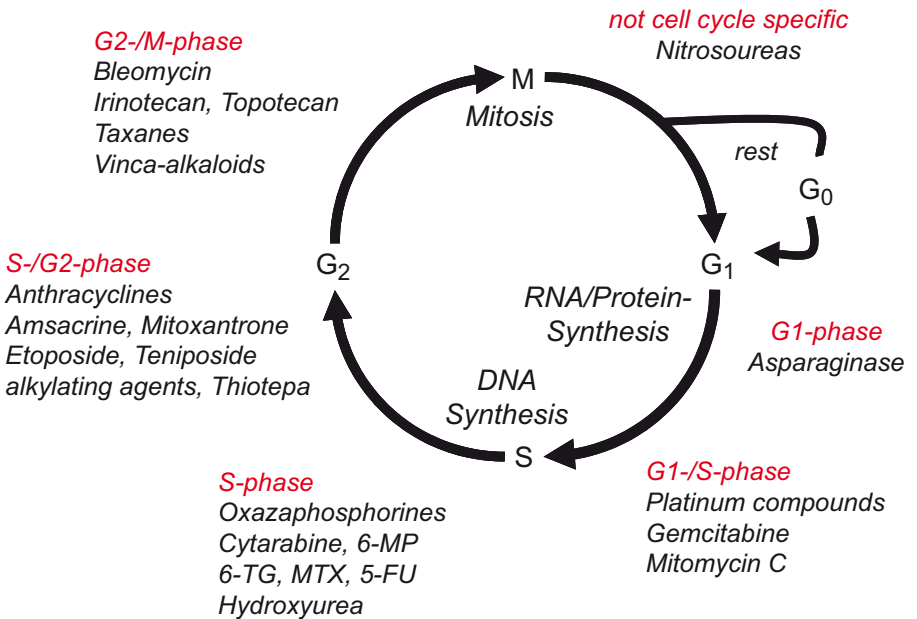 not cell cycle specific
Nitrosoureas
G2-/M-phase
Bleomycin
Irinotecan, Topotecan
Taxanes
Vinca-alkaloids
M
Mitosis
rest
G0
G1
G2
RNA/Protein-
Synthesis
S-/G2-phase
Anthracyclines
Amsacrine, Mitoxantrone
Etoposide, Teniposide
alkylating agents, Thiotepa
G1-phase
Asparaginase
DNA
Synthesis
S
S-phase
Oxazaphosphorines
Cytarabine, 6-MP
6-TG, MTX, 5-FU
Hydroxyurea
G1-/S-phase
Platinum compounds
Gemcitabine
Mitomycin C